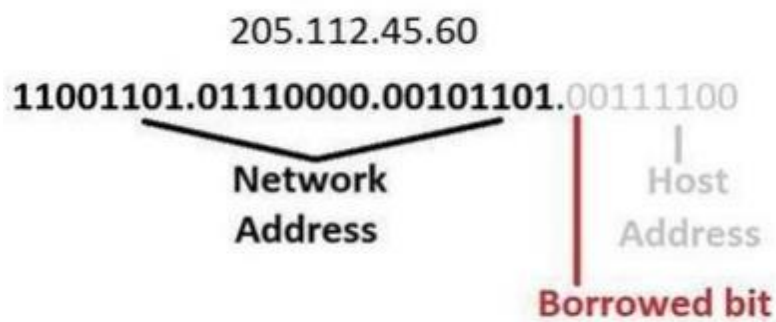 205.112.45.60
11001101.01110000.00101101.00111100
Network
Address
Host
Address
Borrowed bit